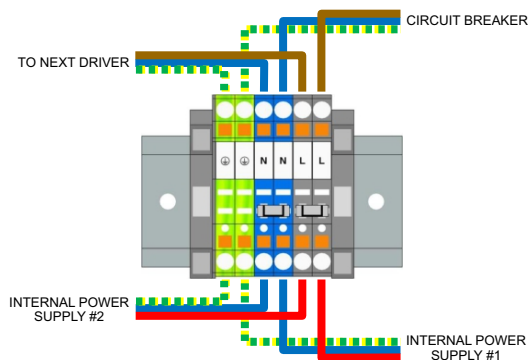 CIRCUIT BREAKER
TO NEXT DRIVER
⏚ ⏚ N N L L
INTERNAL POWER
SUPPLY #2
INTERNAL POWER
SUPPLY #1